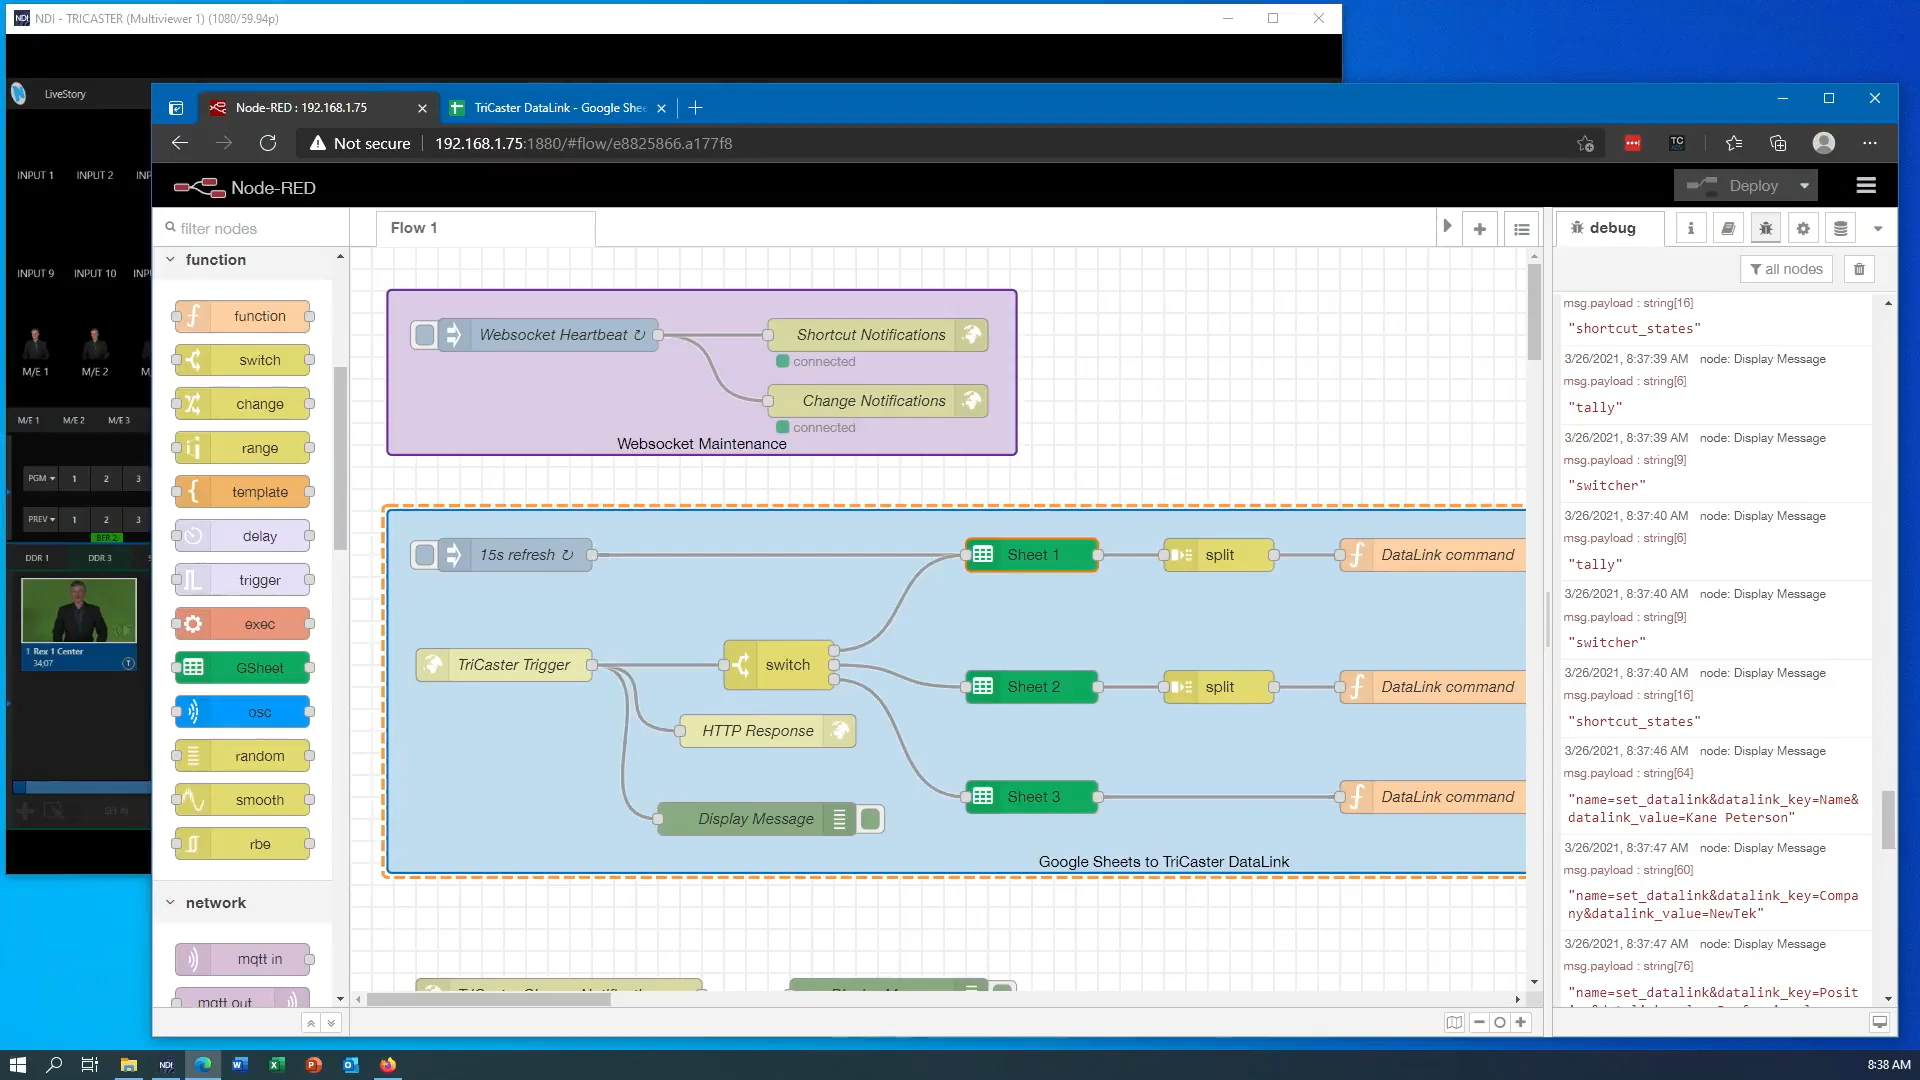 NDI - TRICASTER (Multiviewer 1) (1080/59.94p)
LiveStory
INPUT 1
INPUT 2
INPUT 9
INPUT 10
M/E 1
M/E 2
M/E 1
M/E 2
M/E 3
PGM
1
2
3
PREV
1
2
3
BFR 2
DDR 1
DDR 3
1 Rex 1 Center
34;07
Node-RED : 192.168.1.75
TriCaster DataLink - Google Shee
Not secure
192.168.1.75:1880/#flow/e8825866.a177f8
TC
Node-RED
Deploy
filter nodes
Flow 1
debug
all nodes
function
function
switch
change
range
template
delay
trigger
exec
GSheet
osc
random
smooth
rbe
network
mqtt in
mqtt out
Websocket Heartbeat ↻
Shortcut Notifications
connected
Change Notifications
connected
Websocket Maintenance
15s refresh ↻
Sheet 1
split
DataLink command
TriCaster Trigger
switch
Sheet 2
split
DataLink command
HTTP Response
Sheet 3
DataLink command
Display Message
Google Sheets to TriCaster DataLink
msg.payload : string[16]
"shortcut_states"
3/26/2021, 8:37:39 AM node: Display Message
msg.payload : string[6]
"tally"
3/26/2021, 8:37:39 AM node: Display Message
msg.payload : string[9]
"switcher"
3/26/2021, 8:37:40 AM node: Display Message
msg.payload : string[6]
"tally"
3/26/2021, 8:37:40 AM node: Display Message
msg.payload : string[9]
"switcher"
3/26/2021, 8:37:40 AM node: Display Message
msg.payload : string[16]
"shortcut_states"
3/26/2021, 8:37:46 AM node: Display Message
msg.payload : string[64]
"name=set_datalink&datalink_key=Name&
datalink_value=Kane Peterson"
3/26/2021, 8:37:47 AM node: Display Message
msg.payload : string[60]
"name=set_datalink&datalink_key=Compa
ny&datalink_value=NewTek"
3/26/2021, 8:37:47 AM node: Display Message
msg.payload : string[76]
"name=set_datalink&datalink_key=Posit
NDI
8:38 AM